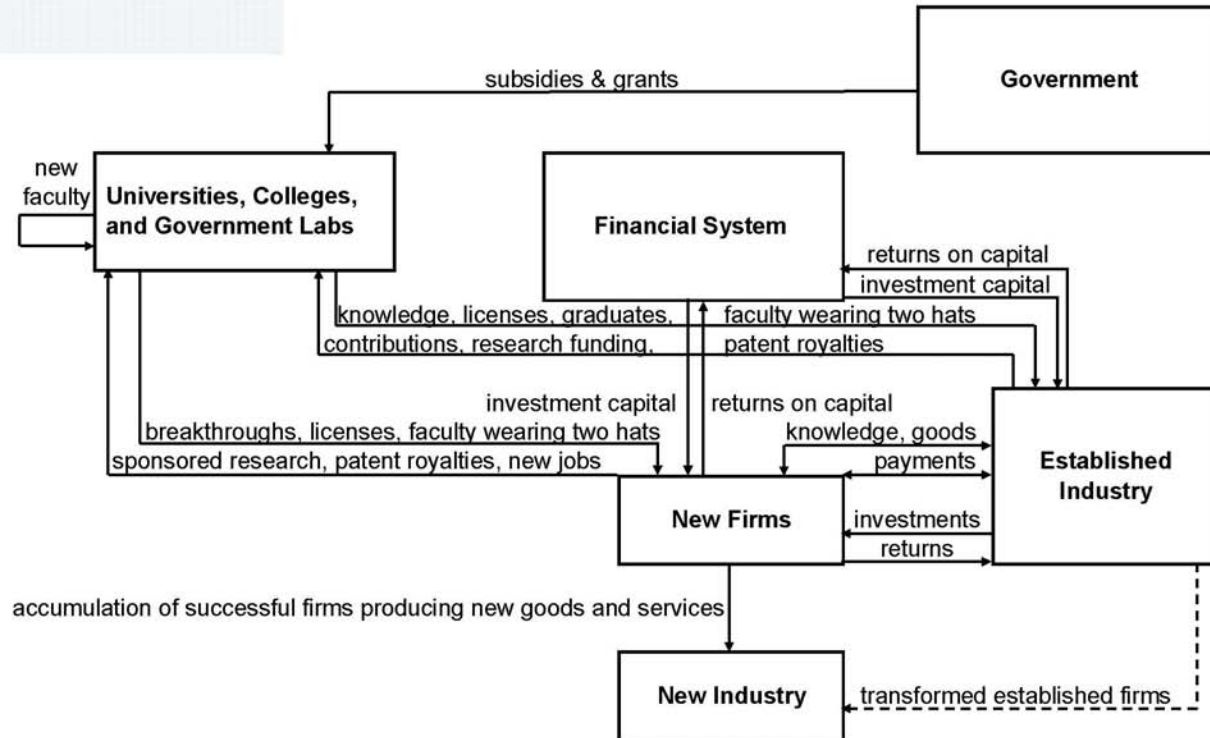 Government
subsidies & grants
new
faculty
Universities, Colleges,
and Government Labs
Financial System
returns on capital
investment capital
knowledge, licenses, graduates, faculty wearing two hats
contributions, research funding, patent royalties
investment capital
returns on capital
breakthroughs, licenses, faculty wearing two hats
sponsored research, patent royalties, new jobs
knowledge, goods
payments
Established
Industry
New Firms
investments
returns
accumulation of successful firms producing new goods and services
New Industry
transformed established firms